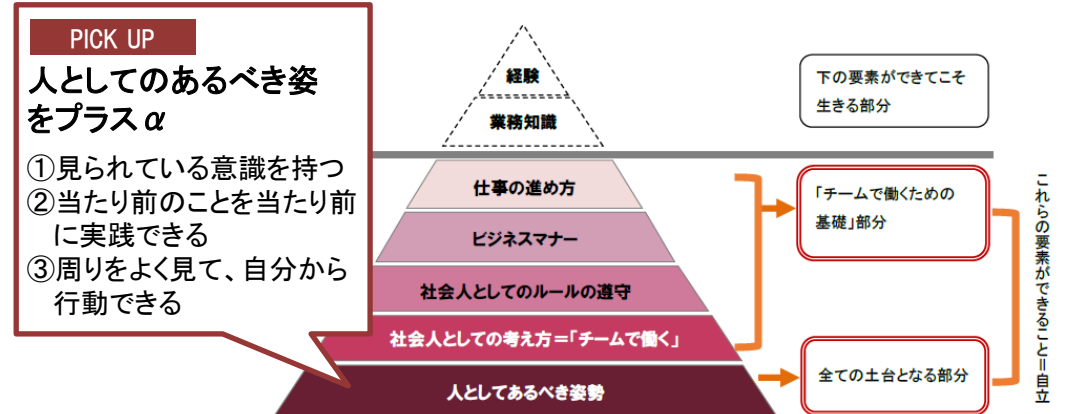 PICK UP
人としてのあるべき姿
をプラスα
①見られている意識を持つ
②当たり前のことを当たり前
に実践できる
③周りをよく見て、自分から
行動できる
経験
業務知識
仕事の進め方
ビジネスマナー
社会人としてのルールの遵守
社会人としての考え方＝「チームで働く」
人としてあるべき姿勢
下の要素ができてこそ
生きる部分
「チームで働くための
基礎」部分
全ての土台となる部分
これらの要素ができること＝自立